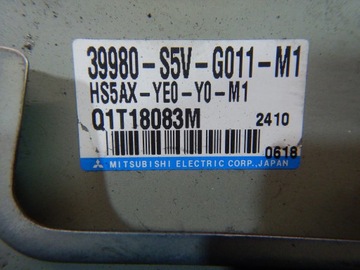 39980-S5V-G011-M1
HS5AX-YE0-Y0-M1
Q1T18083M 2410
0618
MITSUBISHI ELECTRIC CORP., JAPAN